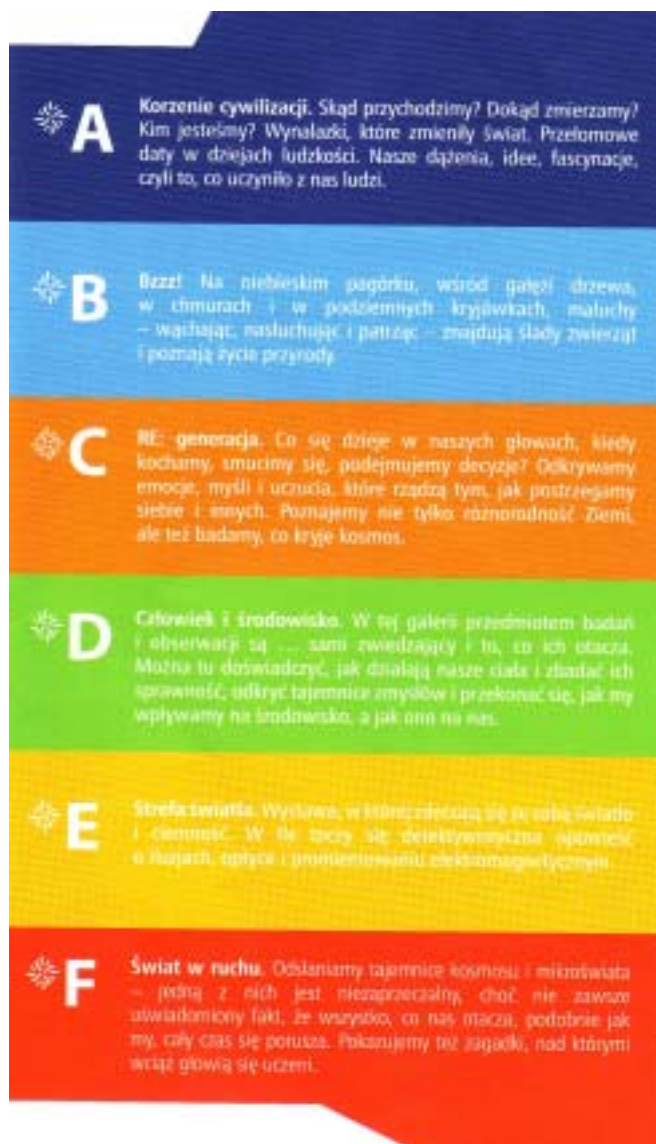 A
Korzenie cywilizacji. Skąd przychodzimy? Dokąd zmierzamy?
Kim jesteśmy? Wynalazki, które zmieniły świat. Przełomowe
daty w dziejach ludzkości. Nasze dążenia, idee, fascynacje,
czyli to, co uczyniło z nas ludzi.
B
Bzzz! Na niebieskim pagórku, wśród gałęzi drzewa,
w chmurach i w podziemnych kryjówkach, maluchy
– wąchając, nasłuchując i patrząc – znajdują ślady zwierząt
i poznają życie przyrody.
C
RE: generacja. Co się dzieje w naszych głowach, kiedy
kochamy, smucimy się, podejmujemy decyzje? Odkrywamy
emocje, myśli i uczucia, które rządzą tym, jak postrzegamy
siebie i innych. Poznajemy nie tylko różnorodność Ziemi,
ale też badamy, co kryje kosmos.
D
Człowiek i środowisko. W tej galerii przedmiotem badań
i obserwacji są ... sami zwiedzający i to, co ich otacza.
Można tu doświadczyć, jak działają nasze ciała i zbadać ich
sprawność, odkryć tajemnice zmysłów i przekonać się, jak my
wpływamy na środowisko, a jak ono na nas.
E
Strefa światła. Wystawa, w której zderzają się ze sobą światło
i ciemność. W tle toczy się detektywistyczna opowieść
o iluzjach, optyce i promieniowaniu elektromagnetycznym.
F
Świat w ruchu. Odsłaniamy tajemnice kosmosu i mikroświata
– jedną z nich jest niezaprzeczalny, choć nie zawsze
uświadomiony fakt, że wszystko, co nas otacza, podobnie jak
my, cały czas się porusza. Pokazujemy też zagadki, nad którymi
wciąż głowią się uczeni.